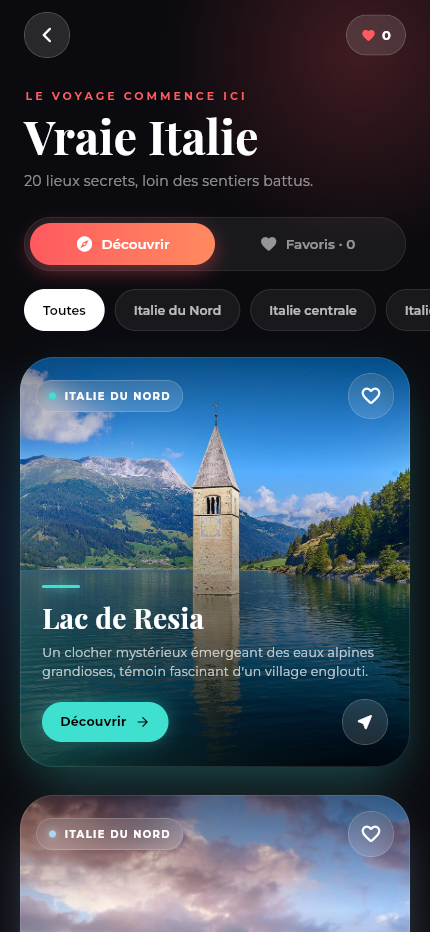 0
LE VOYAGE COMMENCE ICI
Vraie Italie
20 lieux secrets, loin des sentiers battus.
Découvrir
Favoris · 0
Toutes
Italie du Nord
Italie centrale
ITALIE DU NORD
Lac de Resia
Un clocher mystérieux émergeant des eaux alpines
grandioses, témoin fascinant d'un village englouti.
Découvrir →
ITALIE DU NORD